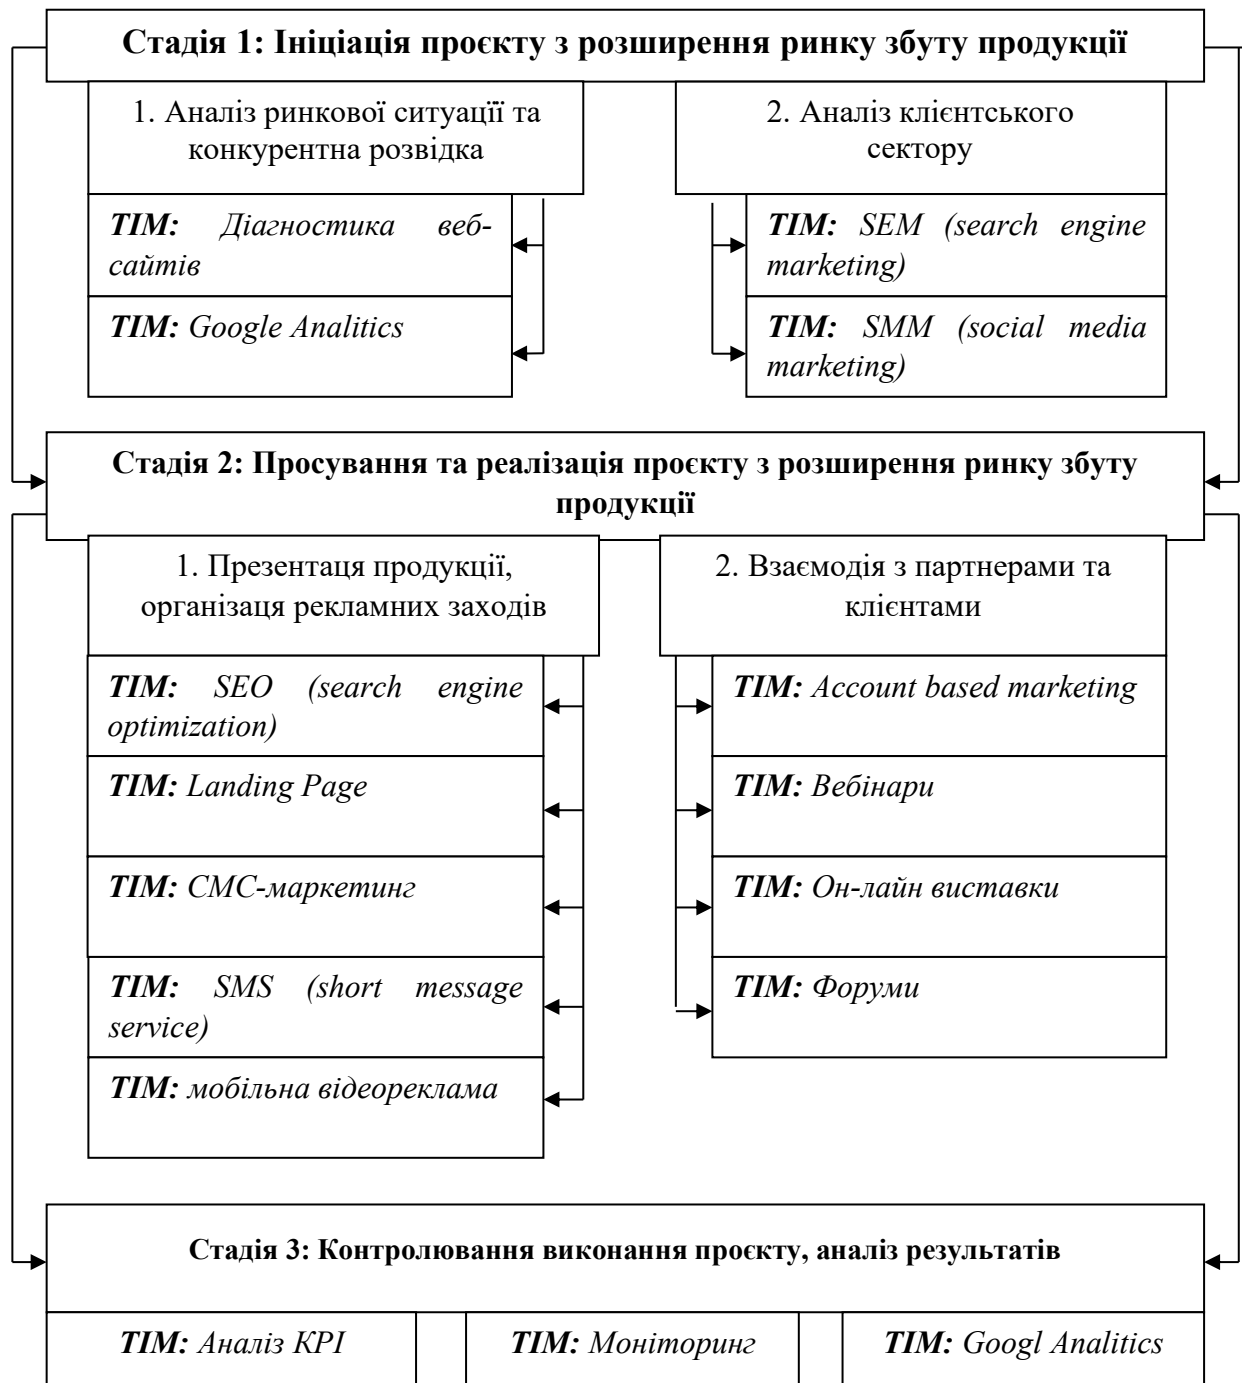 Стадія 1: Ініціація проєкту з розширення ринку збуту продукції
1. Аналіз ринкової ситуації та
конкурентна розвідка
ТІМ: Діагностика веб-
сайтів
ТІМ: Google Analitics
2. Аналіз клієнтського
сектору
ТІМ: SEM (search engine
marketing)
ТІМ: SMM (social media
marketing)
Стадія 2: Просування та реалізація проєкту з розширення ринку збуту
продукції
1. Презентаця продукції,
організаця рекламних заходів
ТІМ: SEO (search engine
optimization)
ТІМ: Landing Page
ТІМ: СМС-маркетинг
ТІМ: SMS (short message
service)
ТІМ: мобільна відеореклама
2. Взаємодія з партнерами та
клієнтами
ТІМ: Account based marketing
ТІМ: Вебінари
ТІМ: Он-лайн виставки
ТІМ: Форуми
Стадія 3: Контролювання виконання проєкту, аналіз результатів
ТІМ: Аналіз KPI
ТІМ: Моніторинг
ТІМ: Googl Analitics